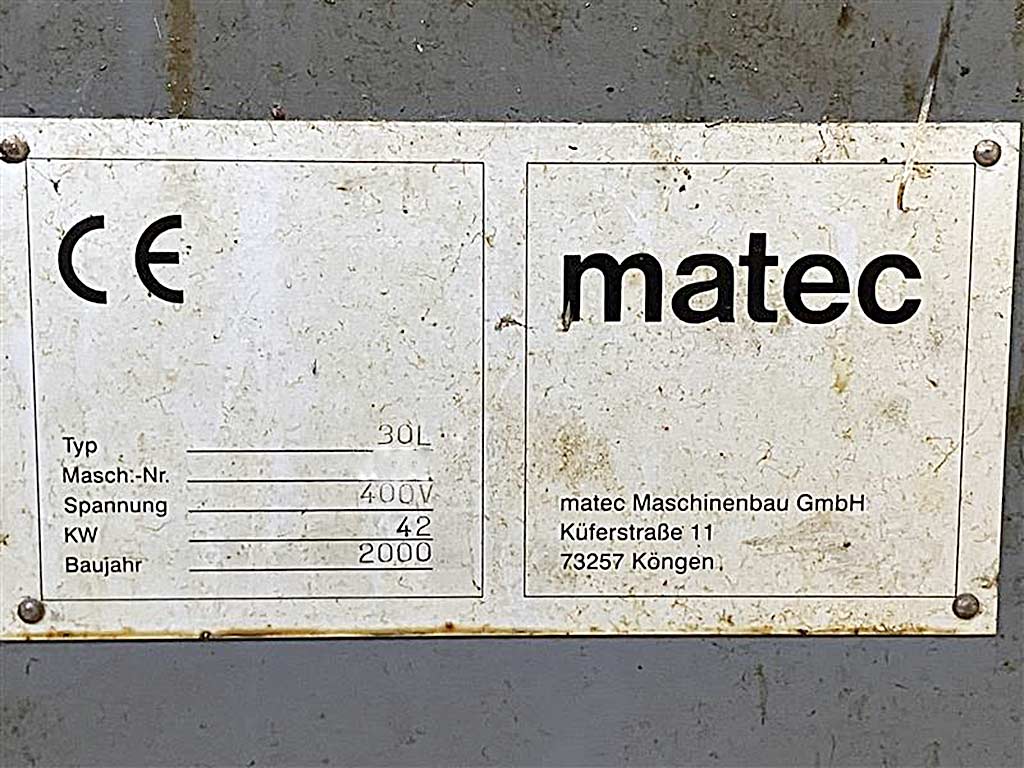 CE
Typ 30L
Masch.-Nr.
Spannung 400V
KW 42
Baujahr 2000
matec
matec Maschinenbau GmbH
Küferstraße 11
73257 Köngen